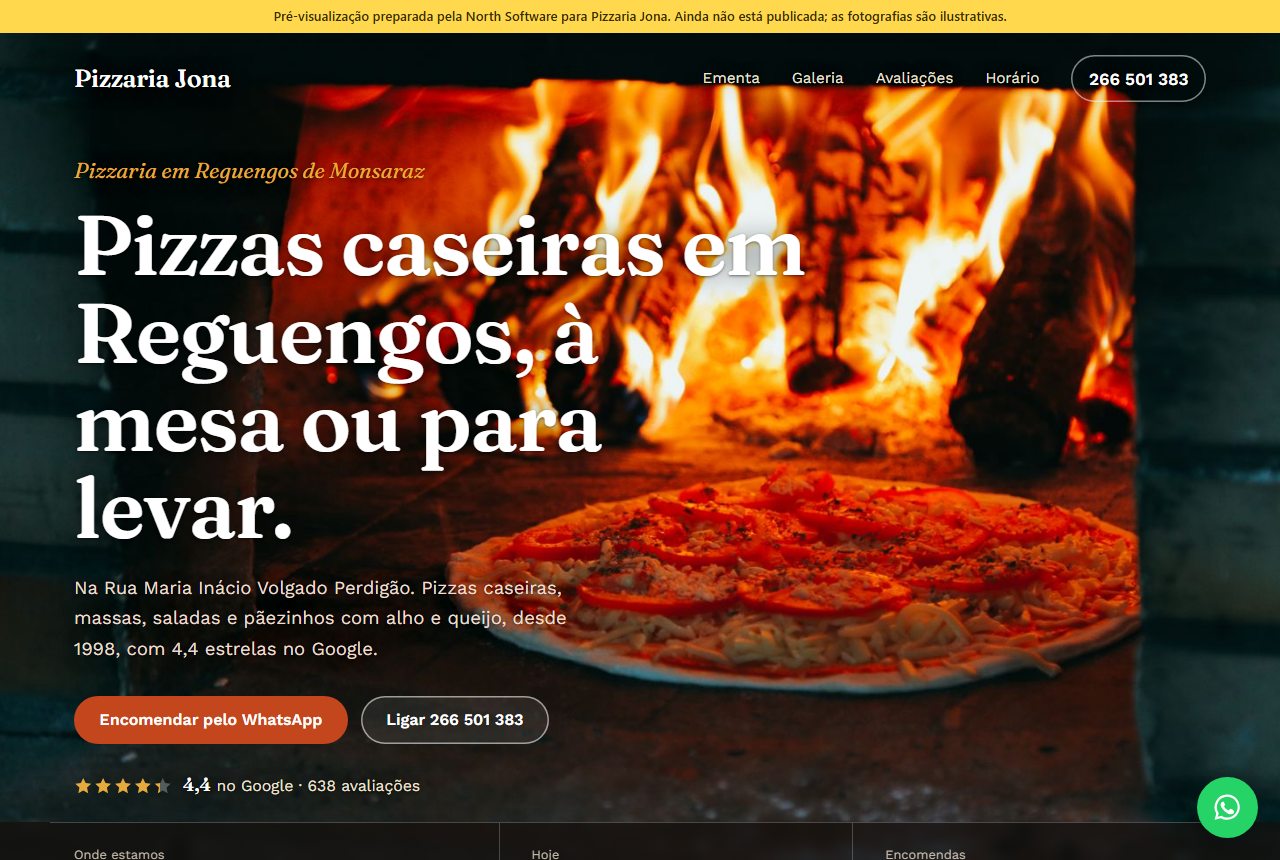 Pré-visualização preparada pela North Software para Pizzaria Jona. Ainda não está publicada; as fotografias são ilustrativas.
Pizzaria Jona
Ementa
Galeria
Avaliações
Horário
266 501 383
Pizzaria em Reguengos de Monsaraz
Pizzas caseiras em
Reguengos, à
mesa ou para
levar.
Na Rua Maria Inácio Volgado Perdigão. Pizzas caseiras,
massas, saladas e pãezinhos com alho e queijo, desde
1998, com 4,4 estrelas no Google.
Encomendar pelo WhatsApp
Ligar 266 501 383
4,4 no Google · 638 avaliações
Onde estamos
Hoje
Encomendas